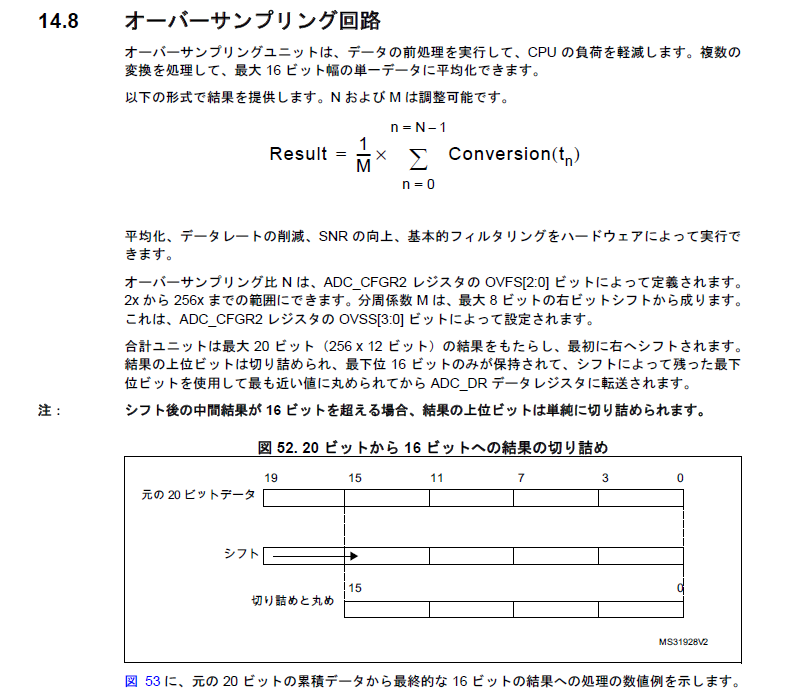 14.8 オーバーサンプリング回路
オーバーサンプリングユニットは、データの前処理を実行して、CPU の負荷を軽減します。複数の
変換を処理して、最大 16 ビット幅の単一データに平均化できます。
以下の形式で結果を提供します。N および M は調整可能です。
n = N – 1
Result = 1/M × ∑ Conversion(tn)
n = 0
平均化、データレートの削減、SNR の向上、基本的フィルタリングをハードウェアによって実行で
きます。
オーバーサンプリング比 N は、ADC_CFGR2 レジスタの OVFS[2:0] ビットによって定義されます。
2x から 256x までの範囲にできます。分周係数 M は、最大 8 ビットの右ビットシフトから成ります。
これは、ADC_CFGR2 レジスタの OVSS[3:0] ビットによって設定されます。
合計ユニットは最大 20 ビット（256 x 12 ビット）の結果をもたらし、最初に右へシフトされます。
結果の上位ビットは切り詰められ、最下位 16 ビットのみが保持されて、シフトによって残った最下
位ビットを使用して最も近い値に丸められてから ADC_DR データレジスタに転送されます。
注： シフト後の中間結果が 16 ビットを超える場合、結果の上位ビットは単純に切り詰められます。
図 52. 20 ビットから 16 ビットへの結果の切り詰め
19 15 11 7 3 0
元の 20 ビットデータ
シフト
15 0
切り詰めと丸め
MS31928V2
図 53 に、元の 20 ビットの累積データから最終的な 16 ビットの結果への処理の数値例を示します。